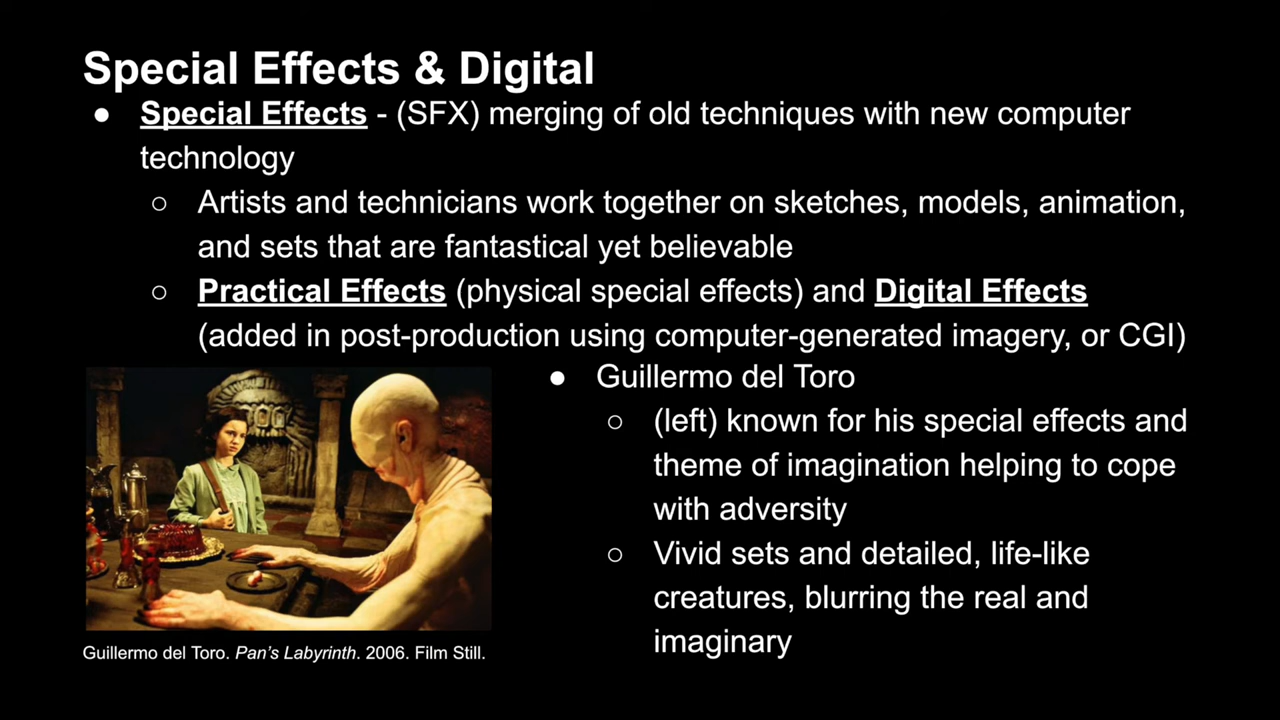 Special Effects & Digital
● Special Effects - (SFX) merging of old techniques with new computer
technology
○ Artists and technicians work together on sketches, models, animation,
and sets that are fantastical yet believable
○ Practical Effects (physical special effects) and Digital Effects
(added in post-production using computer-generated imagery, or CGI)
● Guillermo del Toro
○ (left) known for his special effects and
theme of imagination helping to cope
with adversity
○ Vivid sets and detailed, life-like
creatures, blurring the real and
imaginary
Guillermo del Toro. Pan’s Labyrinth. 2006. Film Still.